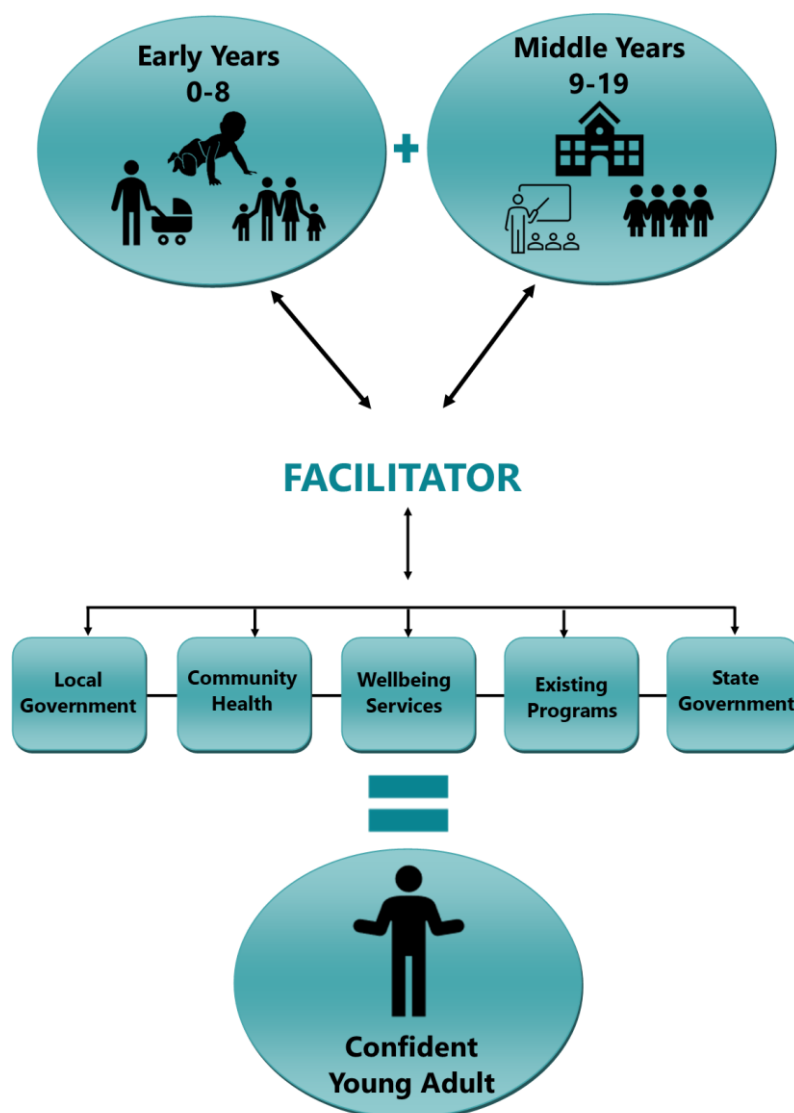 Early Years
0-8
Middle Years
9-19
+
FACILITATOR
Local
Government
Community
Health
Wellbeing
Services
Existing
Programs
State
Government
=
Confident
Young Adult